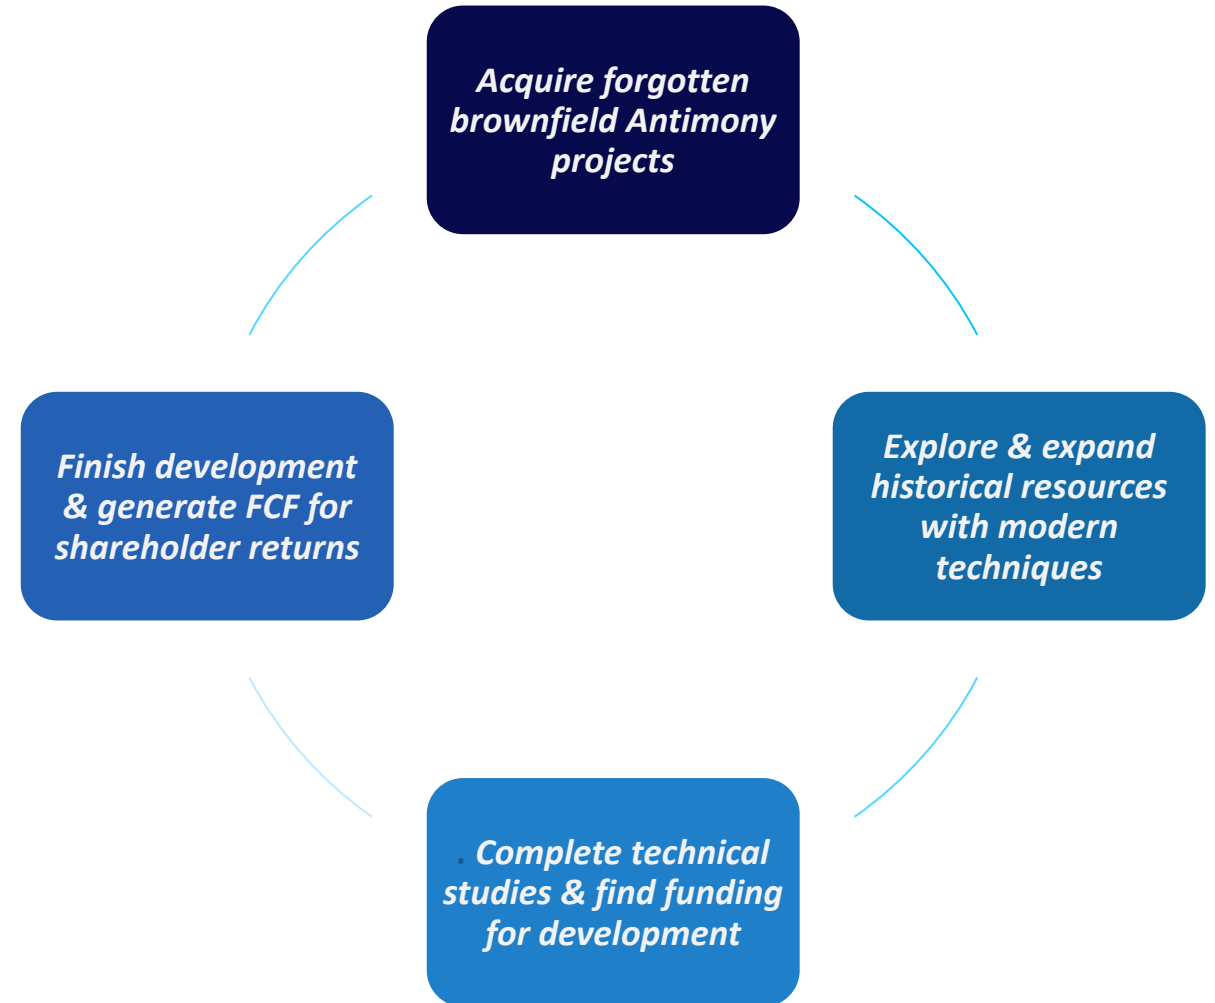 Acquire forgotten
brownfield Antimony
projects
Explore & expand
historical resources
with modern
techniques
. Complete technical
studies & find funding
for development
Finish development
& generate FCF for
shareholder returns